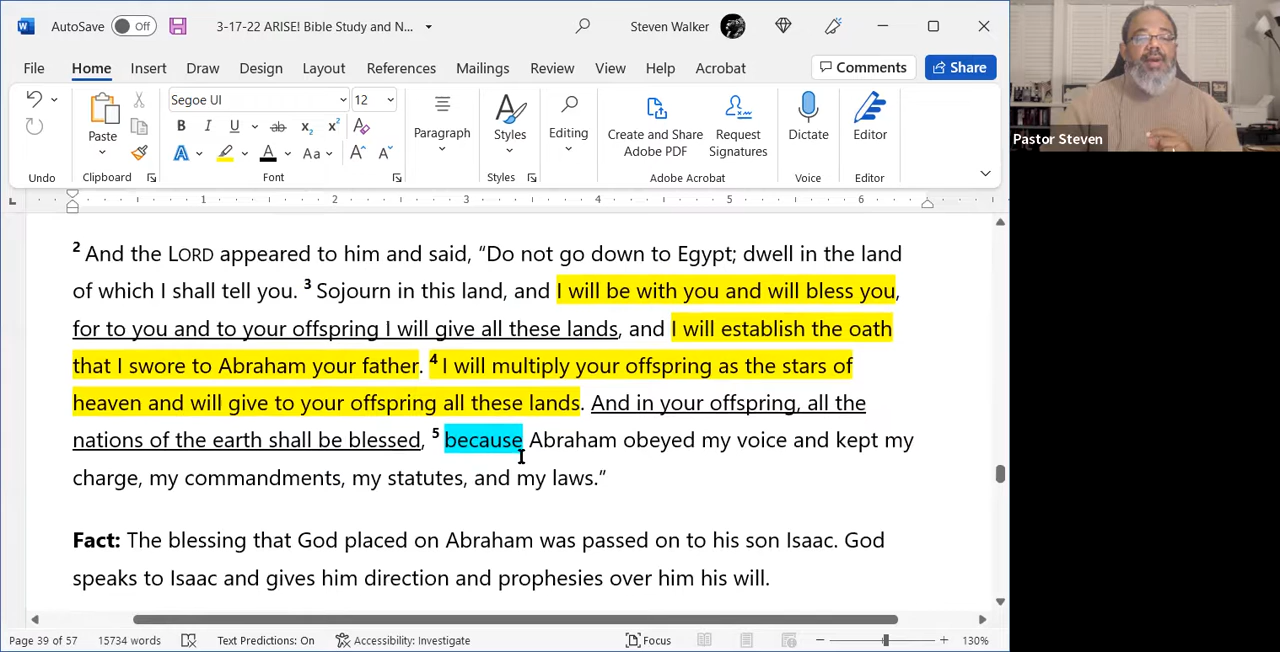 AutoSave Off 3-17-22 ARISE! Bible Study and N... Steven Walker
File Home Insert Draw Design Layout References Mailings Review View Help Acrobat Comments Share
Segoe UI 12
Paste Paragraph Styles Editing Create and Share Adobe PDF Request Signatures Dictate Editor
Undo Clipboard Font Styles Adobe Acrobat Voice Editor
Pastor Steven
1 2 3 4 5 6
2 And the LORD appeared to him and said, “Do not go down to Egypt; dwell in the land
of which I shall tell you. 3 Sojourn in this land, and I will be with you and will bless you,
for to you and to your offspring I will give all these lands, and I will establish the oath
that I swore to Abraham your father. 4 I will multiply your offspring as the stars of
heaven and will give to your offspring all these lands. And in your offspring, all the
nations of the earth shall be blessed, 5 because Abraham obeyed my voice and kept my
charge, my commandments, my statutes, and my laws.”
Fact: The blessing that God placed on Abraham was passed on to his son Isaac. God
speaks to Isaac and gives him direction and prophesies over him his will.
Page 39 of 57 15734 words Text Predictions: On Accessibility: Investigate Focus 130%